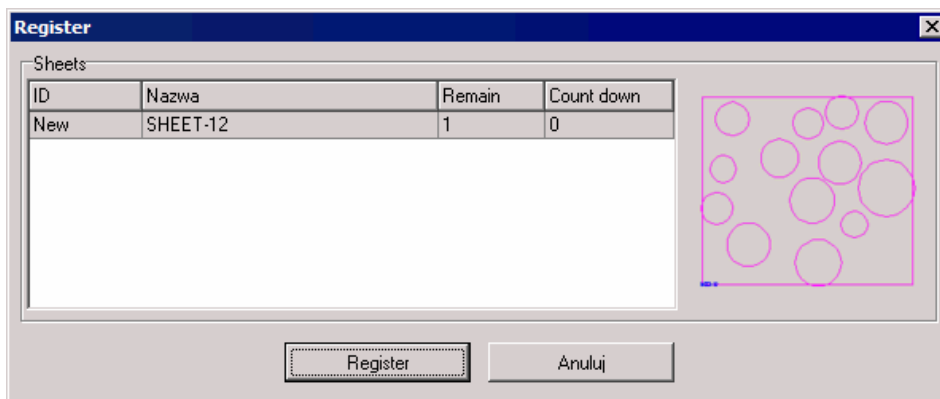 Register
Sheets
ID Nazwa Remain Count down
New SHEET-12 1 0
Register Anuluj